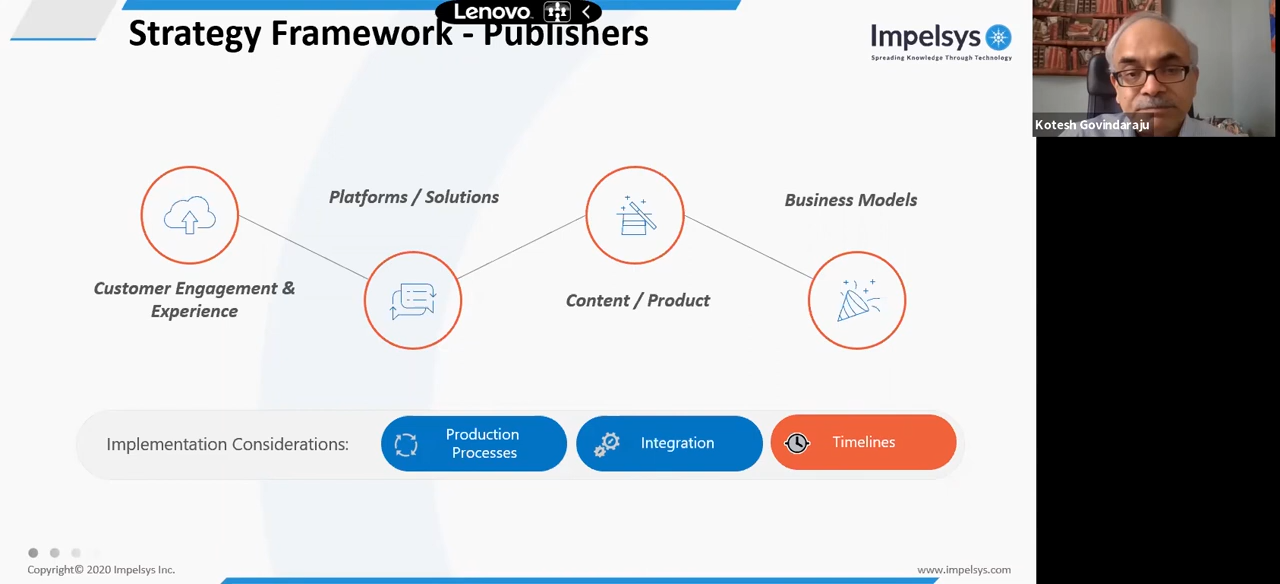 Lenovo
Strategy Framework - Publishers
Impelsys
Spreading Knowledge Through Technology
Kotesh Govindaraju
Platforms / Solutions
Business Models
Customer Engagement &
Experience
Content / Product
Implementation Considerations:
Production
Processes
Integration
Timelines
Copyright© 2020 Impelsys Inc.
www.impelsys.com